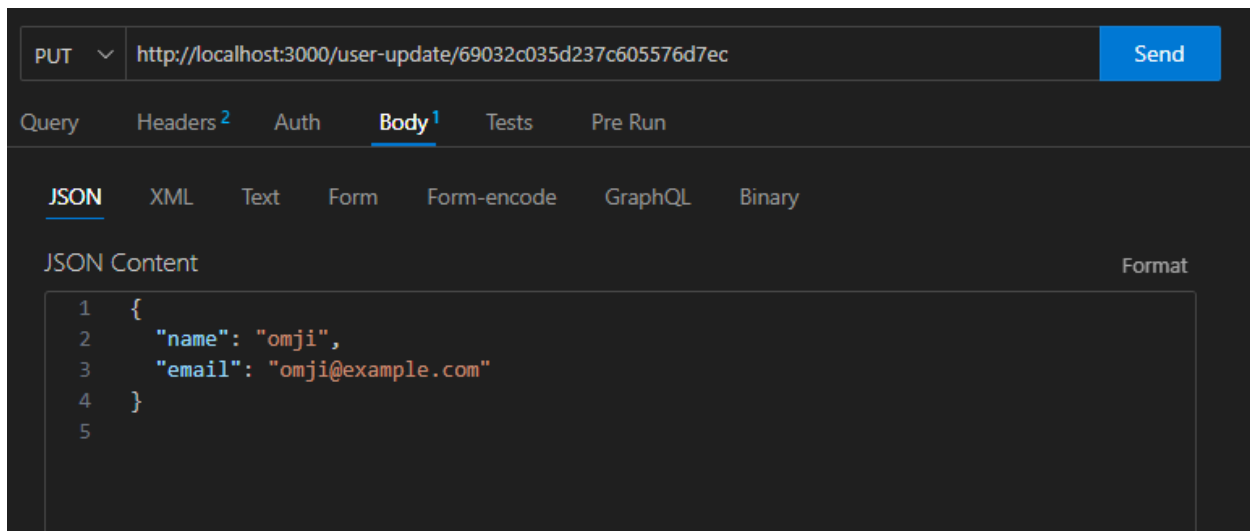 PUT http://localhost:3000/user-update/69032c035d237c605576d7ec Send
Query Headers 2 Auth Body 1 Tests Pre Run
JSON XML Text Form Form-encode GraphQL Binary
JSON Content Format
1 {
2 "name": "omji",
3 "email": "omji@example.com"
4 }
5